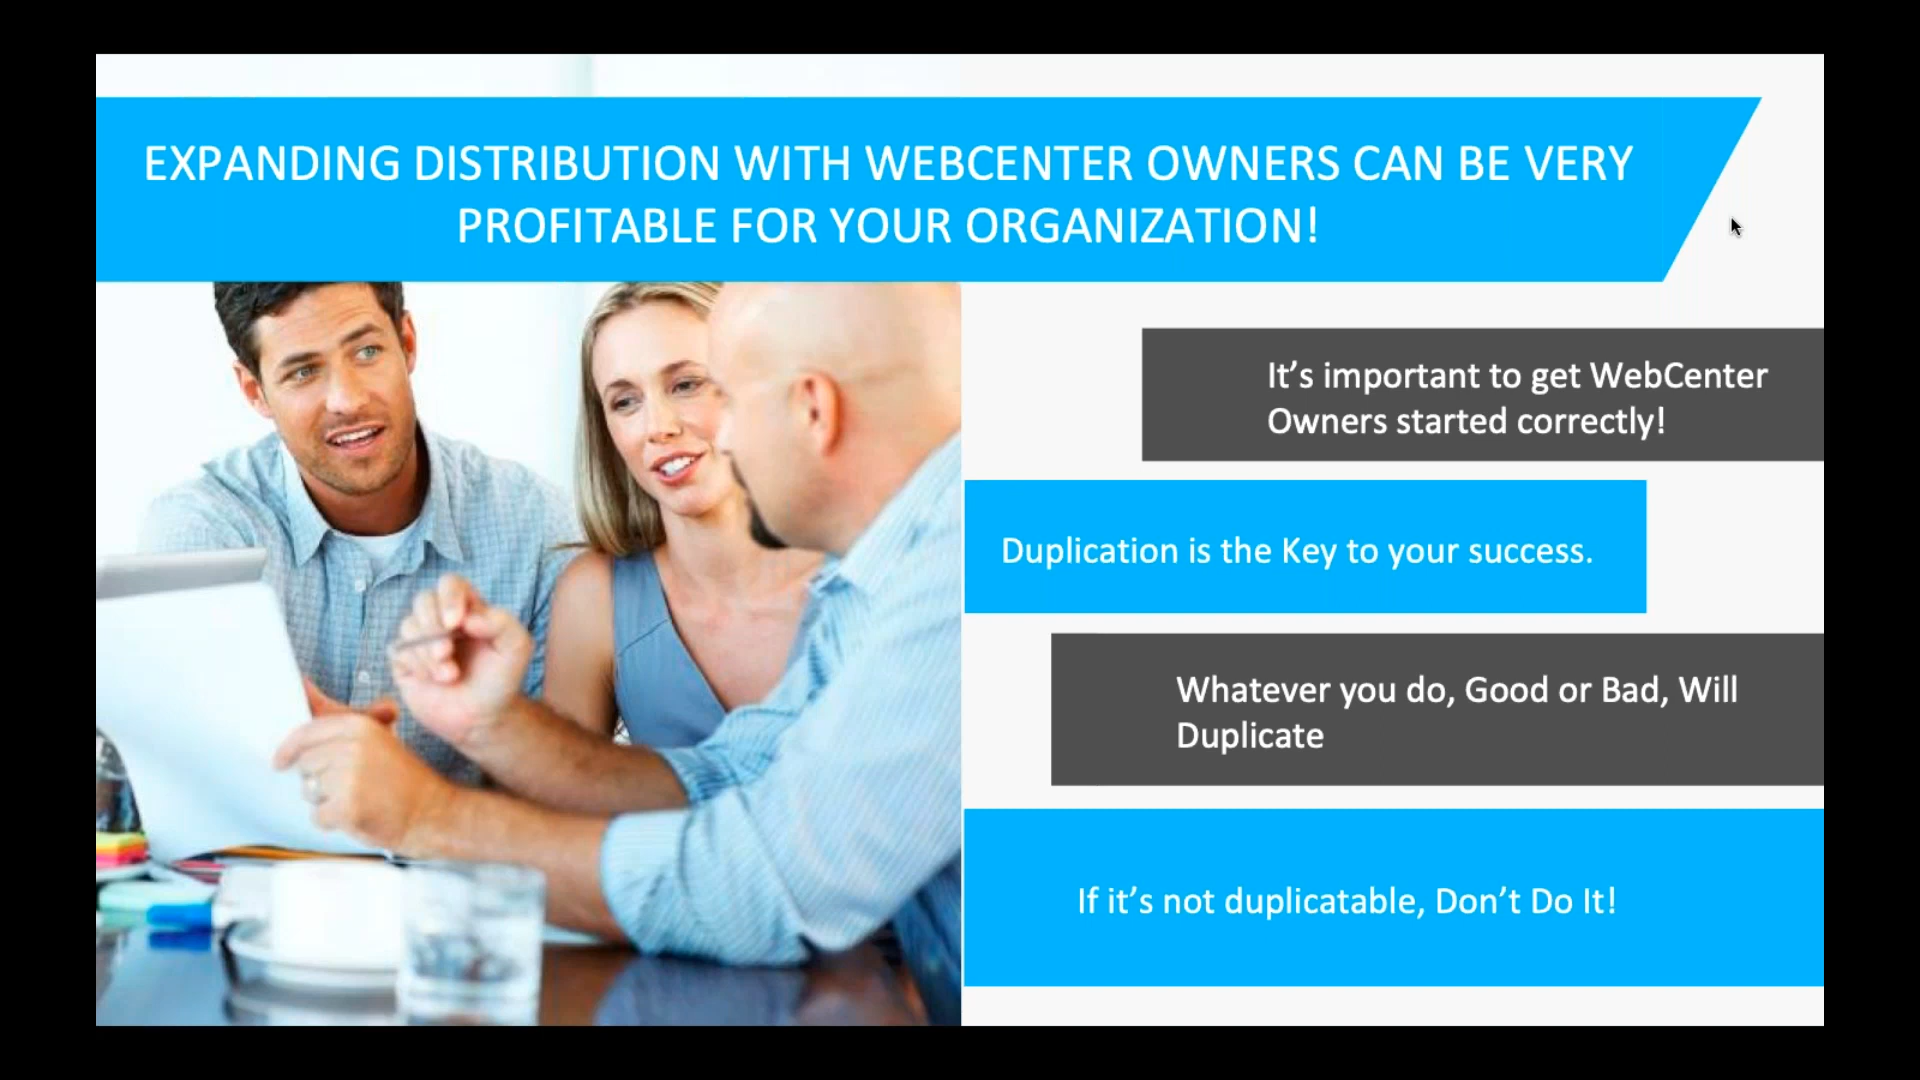 EXPANDING DISTRIBUTION WITH WEBCENTER OWNERS CAN BE VERY
PROFITABLE FOR YOUR ORGANIZATION!
It’s important to get WebCenter
Owners started correctly!
Duplication is the Key to your success.
Whatever you do, Good or Bad, Will
Duplicate
If it’s not duplicatable, Don’t Do It!